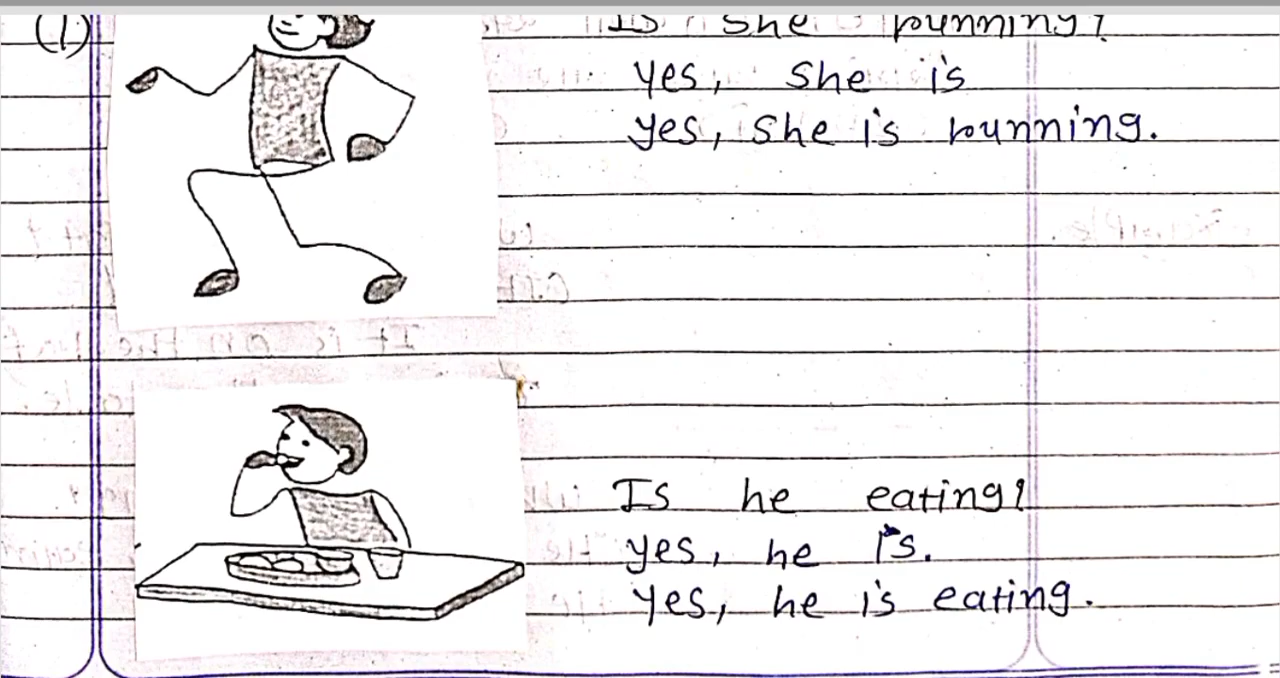 (1) Is she running?
yes, she is
yes, she is running.
Is he eating?
yes, he is.
Yes, he is eating.